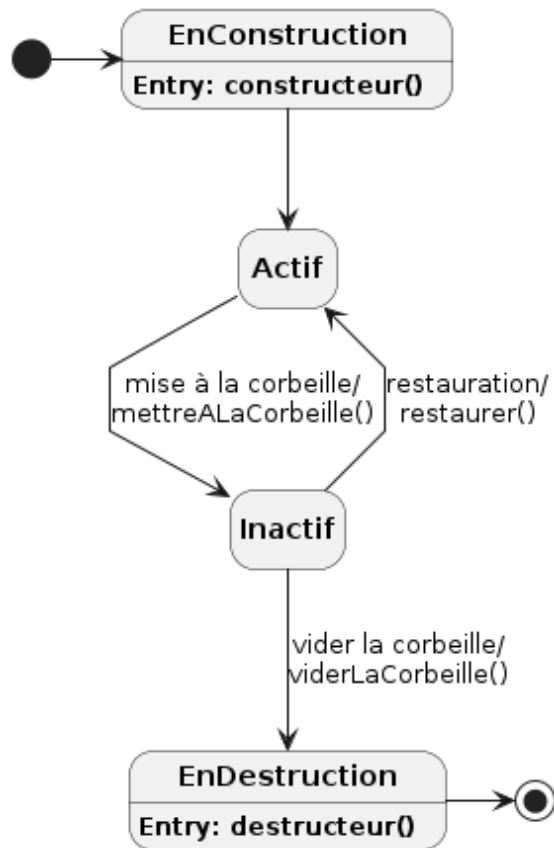 EnConstruction
Entry: constructeur()
Actif
mise à la corbeille/
mettreALaCorbeille()
restauration/
restaurer()
Inactif
vider la corbeille/
viderLaCorbeille()
EnDestruction
Entry: destructeur()